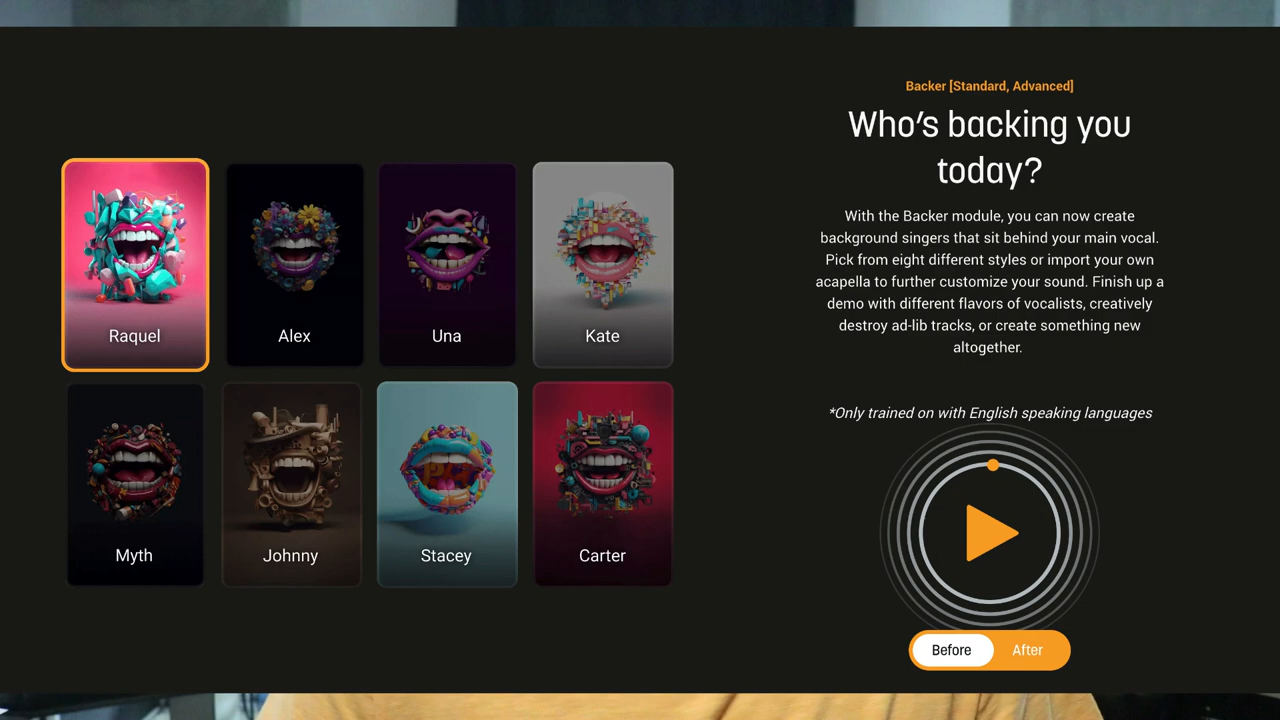 Backer [Standard, Advanced]
Who's backing you
today?
With the Backer module, you can now create
background singers that sit behind your main vocal.
Pick from eight different styles or import your own
acapella to further customize your sound. Finish up a
demo with different flavors of vocalists, creatively
destroy ad-lib tracks, or create something new
altogether.
*Only trained on with English speaking languages
Before After
Raquel
Alex
Una
Kate
Myth
Johnny
Stacey
Carter